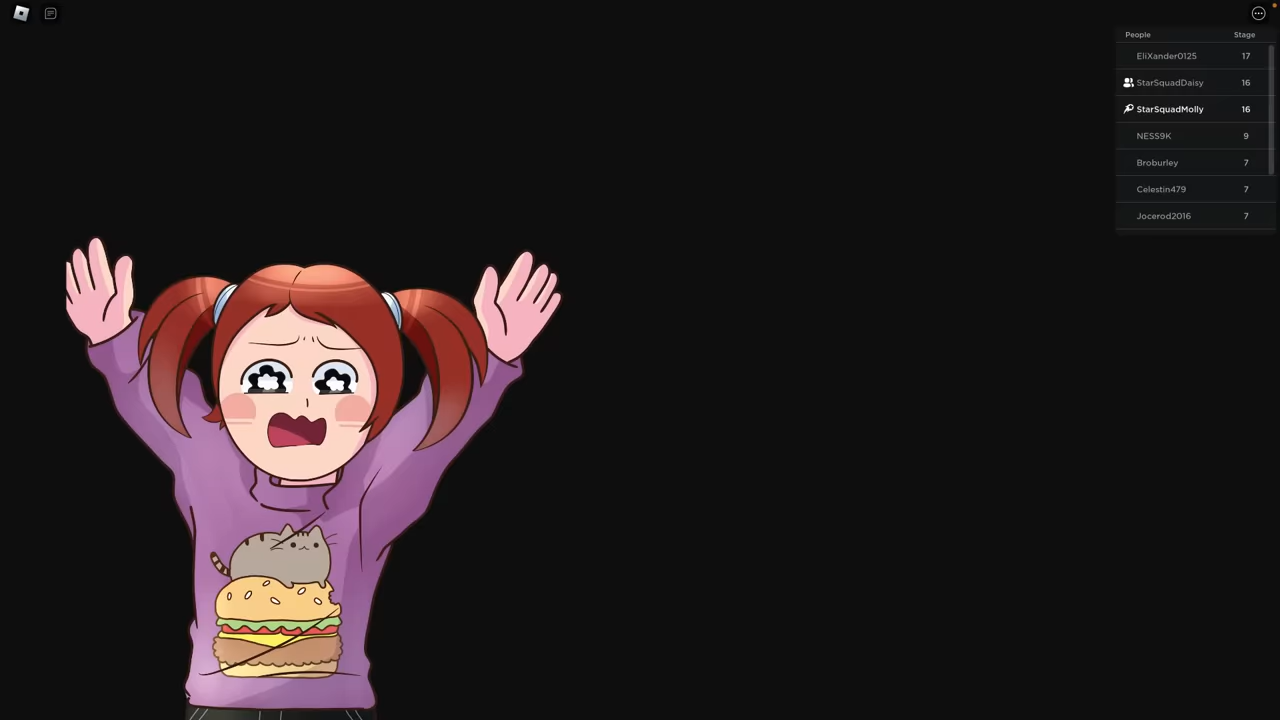 People Stage
EliXander0125 17
StarSquadDaisy 16
StarSquadMolly 16
NESS9K 9
Broburley 7
Celestin479 7
Jocerod2016 7